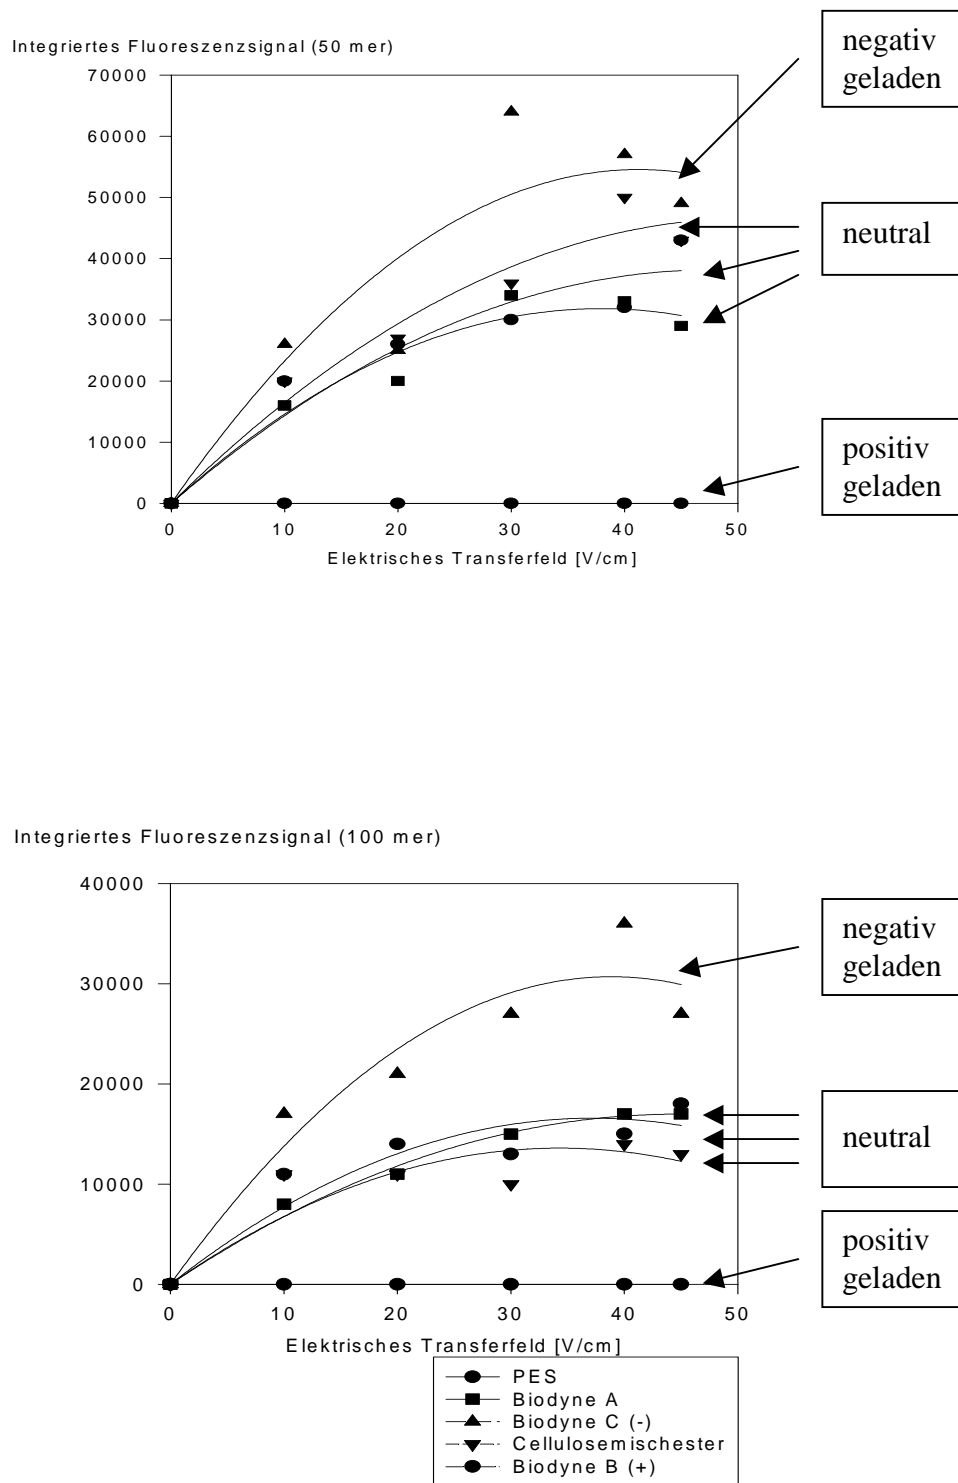 Integriertes Fluoreszenzsignal (50 mer)
negativ
geladen
70000
60000
50000
40000
30000
20000
10000
0
neutral
positiv
geladen
0 10 20 30 40 50
Elektrisches Transferfeld [V/cm]
Integriertes Fluoreszenzsignal (100 mer)
40000
30000
20000
10000
0
negativ
geladen
neutral
positiv
geladen
0 10 20 30 40 50
Elektrisches Transferfeld [V/cm]
PES
Biodyne A
Biodyne C (-)
Cellulosemischester
Biodyne B (+)